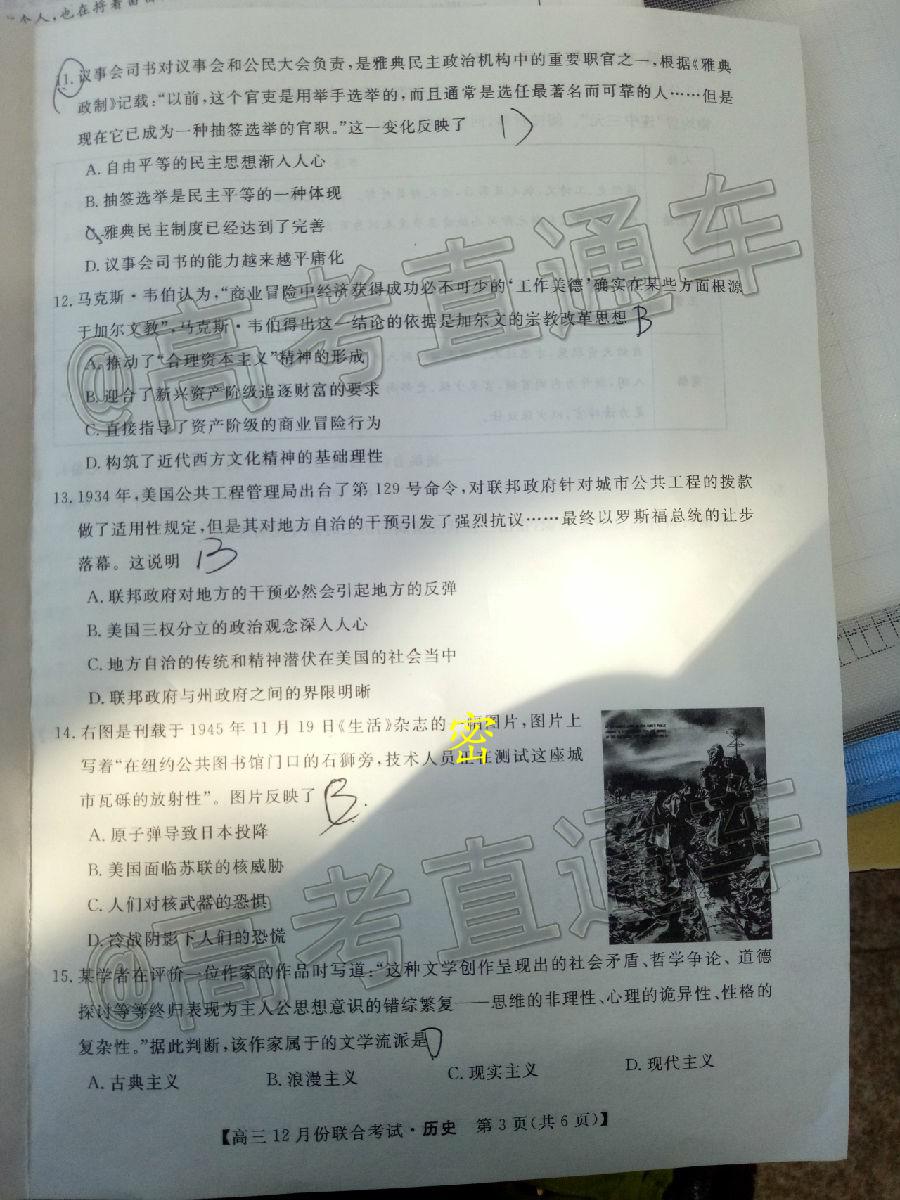 个人,也在捋着
11. 议事会司书对议事会和公民大会负责,是雅典民主政治机构中的重要职官之一,根据《雅典
政制》记载:“以前,这个官吏是用举手选举的,而且通常是选任最著名而可靠的人……但是
现在它已成为一种抽签选举的官职。”这一变化反映了 D
A. 自由平等的民主思想渐入人心
B. 抽签选举是民主平等的一种体现
C. 雅典民主制度已经达到了完善
D. 议事会司书的能力越来越平庸化
12. 马克斯·韦伯认为,“商业冒险中经济获得成功必不可少的‘工作美德’确实在某些方面根源
于加尔文教”,马克斯·韦伯得出这一结论的依据是加尔文的宗教改革思想 B
A. 推动了“合理资本主义”精神的形成
B. 迎合了新兴资产阶级追逐财富的要求
C. 直接指导了资产阶级的商业冒险行为
D. 构筑了近代西方文化精神的基础理性
13. 1934年,美国公共工程管理局出台了第129号命令,对联邦政府针对城市公共工程的拨款
做了适用性规定,但是其对地方自治的干预引发了强烈抗议……最终以罗斯福总统的让步
落幕。这说明 B
A. 联邦政府对地方的干预必然会引起地方的反弹
B. 美国三权分立的政治观念深入人心
C. 地方自治的传统和精神潜伏在美国的社会当中
D. 联邦政府与州政府之间的界限明晰
14. 右图是刊载于1945年11月19日《生活》杂志的一幅图片,图片上
写着“在纽约公共图书馆门口的石狮旁,技术人员正在测试这座城
市瓦砾的放射性”。图片反映了 B
A. 原子弹导致日本投降
B. 美国面临苏联的核威胁
C. 人们对核武器的恐惧
D. 冷战阴影下人们的恐慌
密
15. 某学者在评价一位作家的作品时写道:“这种文学创作呈现出的社会矛盾、哲学争论、道德
探讨等等终归表现为主人公思想意识的错综繁复——思维的非理性、心理的诡异性、性格的
复杂性。”据此判断,该作家属于的文学流派是 D
A. 古典主义 B. 浪漫主义 C. 现实主义 D. 现代主义
【高三12月份联合考试·历史 第3页(共6页)】
@高考直通车
@高考直通车